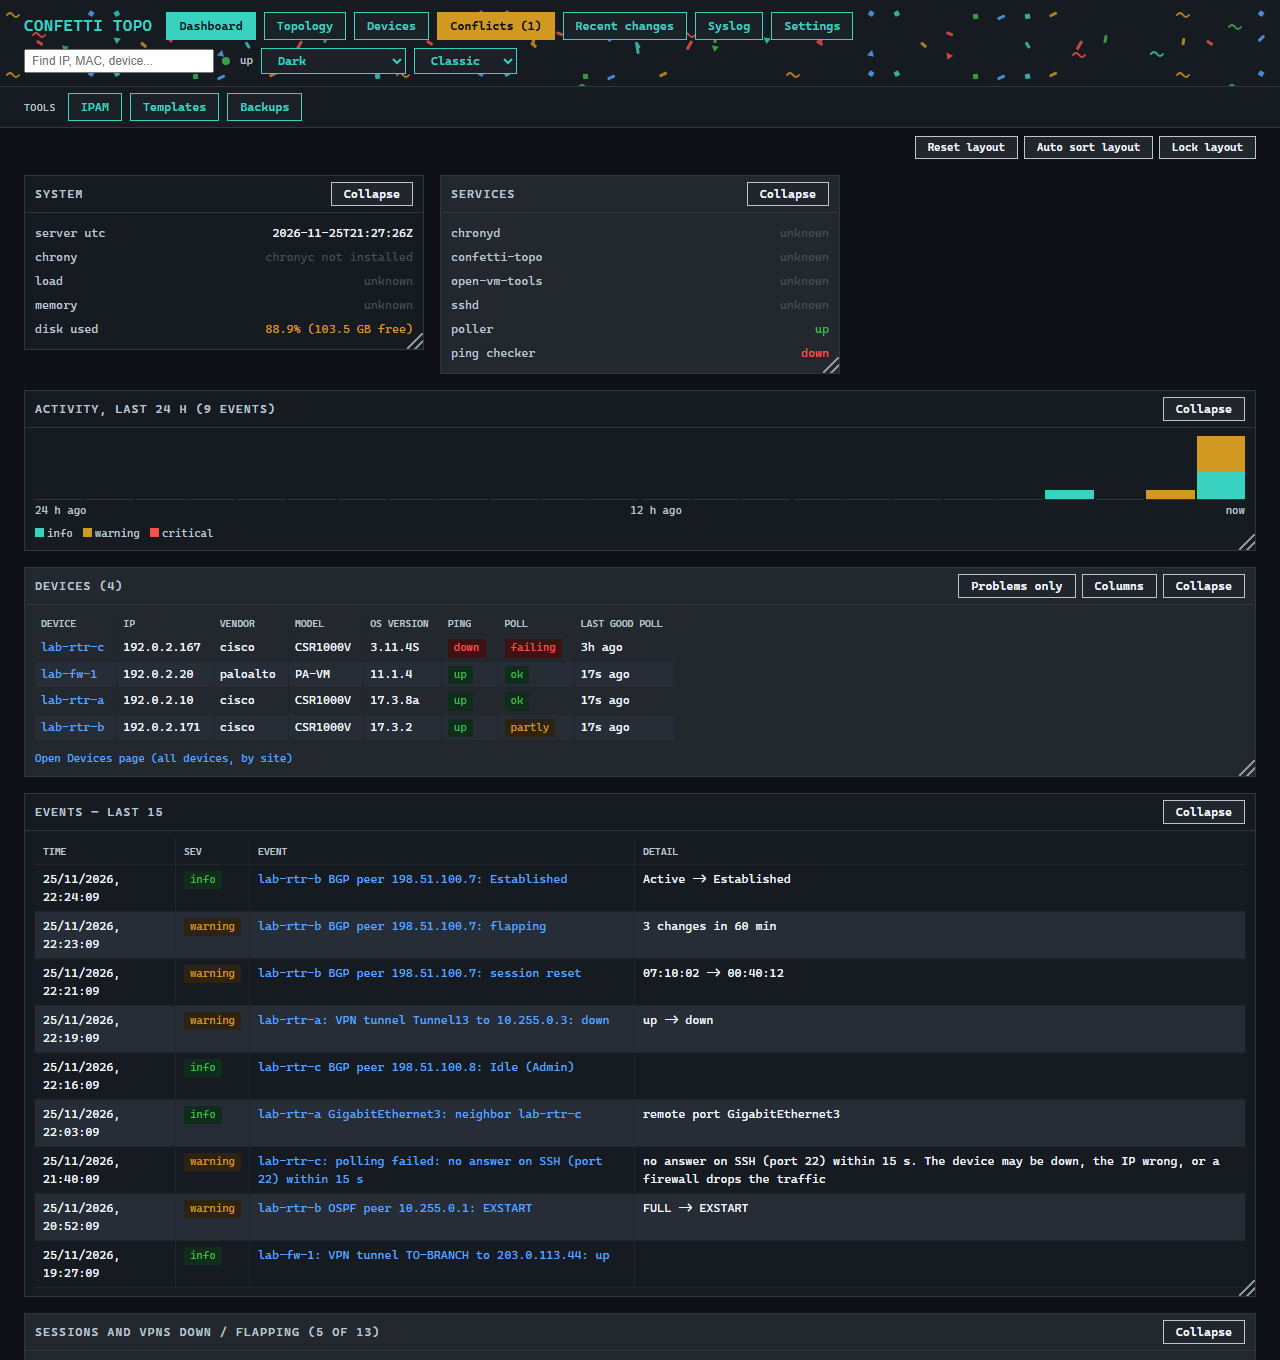 CONFETTI TOPO Dashboard Topology Devices Conflicts (1) Recent changes Syslog Settings
Find IP, MAC, device... up Dark Classic
TOOLS IPAM Templates Backups
Reset layout Auto sort layout Lock layout
SYSTEM Collapse
server utc 2026-11-25T21:27:26Z
chrony chronyc not installed
load unknown
memory unknown
disk used 88.9% (103.5 GB free)
SERVICES Collapse
chronyd unknown
confetti-topo unknown
open-vm-tools unknown
sshd unknown
poller up
ping checker down
ACTIVITY, LAST 24 H (9 EVENTS) Collapse
24 h ago 12 h ago now
info warning critical
DEVICES (4) Problems only Columns Collapse
DEVICE IP VENDOR MODEL OS VERSION PING POLL LAST GOOD POLL
lab-rtr-c 192.0.2.167 cisco CSR1000V 3.11.4S down failing 3h ago
lab-fw-1 192.0.2.20 paloalto PA-VM 11.1.4 up ok 17s ago
lab-rtr-a 192.0.2.10 cisco CSR1000V 17.3.8a up ok 17s ago
lab-rtr-b 192.0.2.171 cisco CSR1000V 17.3.2 up partly 17s ago
Open Devices page (all devices, by site)
EVENTS — LAST 15 Collapse
TIME SEV EVENT DETAIL
25/11/2026, info lab-rtr-b BGP peer 198.51.100.7: Established Active → Established
22:24:09
25/11/2026, warning lab-rtr-b BGP peer 198.51.100.7: flapping 3 changes in 60 min
22:23:09
25/11/2026, warning lab-rtr-b BGP peer 198.51.100.7: session reset 07:10:02 → 00:40:12
22:21:09
25/11/2026, warning lab-rtr-a: VPN tunnel Tunnel13 to 10.255.0.3: down up → down
22:19:09
25/11/2026, info lab-rtr-c BGP peer 198.51.100.8: Idle (Admin)
22:16:09
25/11/2026, info lab-rtr-a GigabitEthernet3: neighbor lab-rtr-c remote port GigabitEthernet3
22:03:09
25/11/2026, warning lab-rtr-c: polling failed: no answer on SSH (port no answer on SSH (port 22) within 15 s. The device may be down, the IP wrong, or a
21:40:09 22) within 15 s firewall drops the traffic
25/11/2026, warning lab-rtr-b OSPF peer 10.255.0.1: EXSTART FULL → EXSTART
20:52:09
25/11/2026, info lab-fw-1: VPN tunnel TO-BRANCH to 203.0.113.44: up
19:27:09
SESSIONS AND VPNS DOWN / FLAPPING (5 OF 13) Collapse